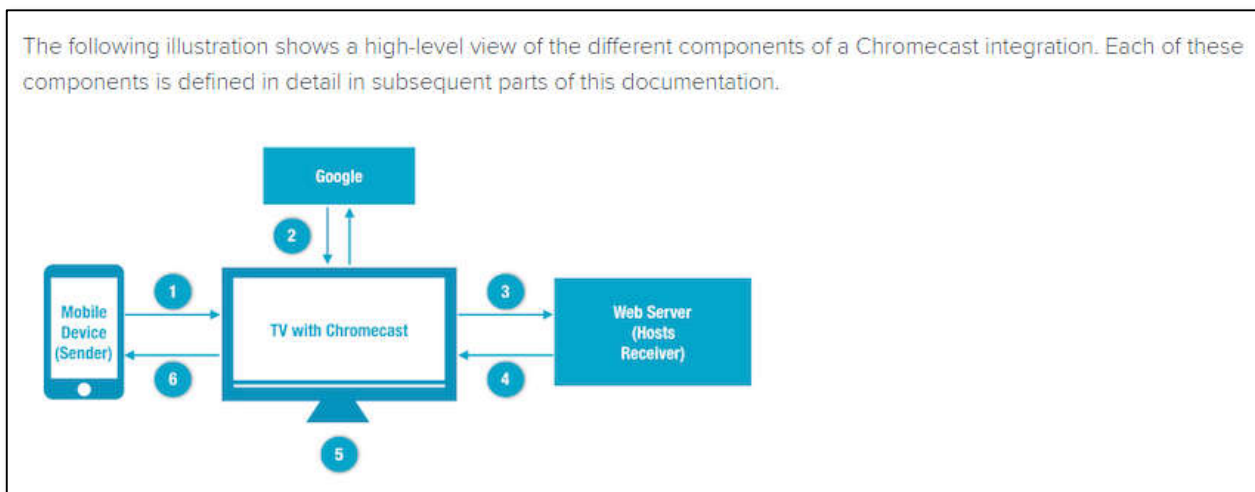 The following illustration shows a high-level view of the different components of a Chromecast integration. Each of these
components is defined in detail in subsequent parts of this documentation.
Google
2
1
3
Mobile
Device
(Sender)
TV with Chromecast
Web Server
(Hosts
Receiver)
6
4
5